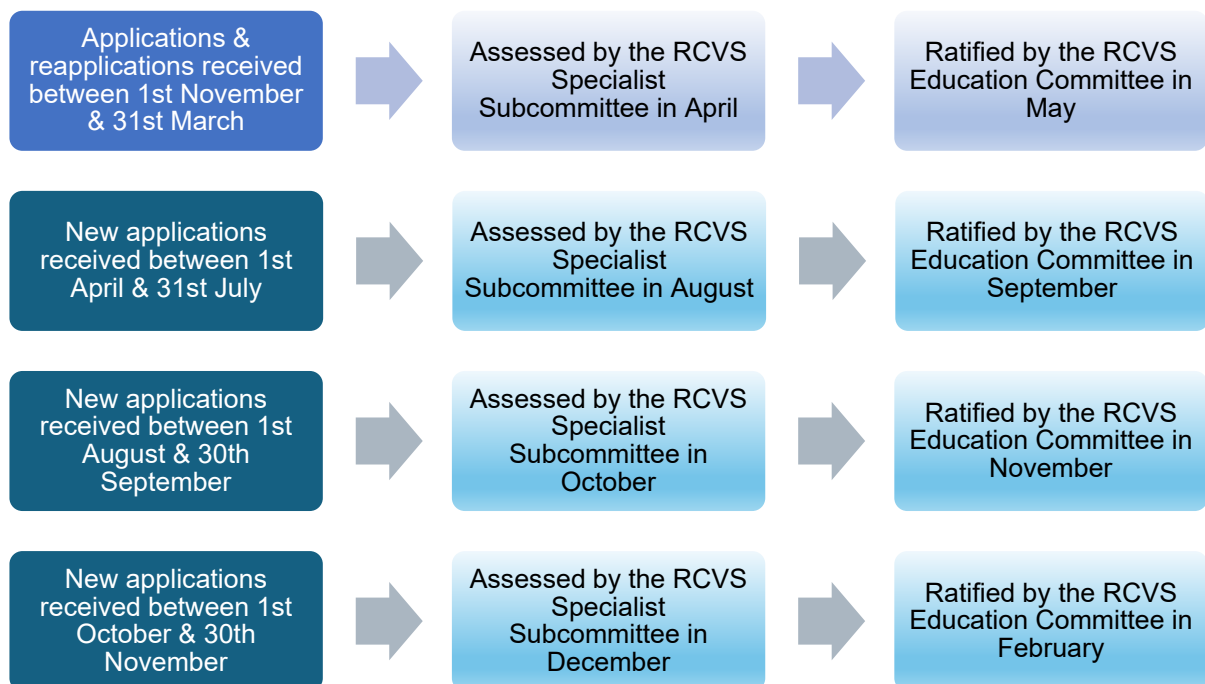 Applications &
reapplications received
between 1st November
& 31st March
Assessed by the RCVS
Specialist
Subcommittee in April
Ratified by the RCVS
Education Committee in
May
New applications
received between 1st
April & 31st July
Assessed by the RCVS
Specialist
Subcommittee in August
Ratified by the RCVS
Education Committee in
September
New applications
received between 1st
August & 30th
September
Assessed by the RCVS
Specialist
Subcommittee in
October
Ratified by the RCVS
Education Committee in
November
New applications
received between 1st
October & 30th
November
Assessed by the RCVS
Specialist
Subcommittee in
December
Ratified by the RCVS
Education Committee in
February